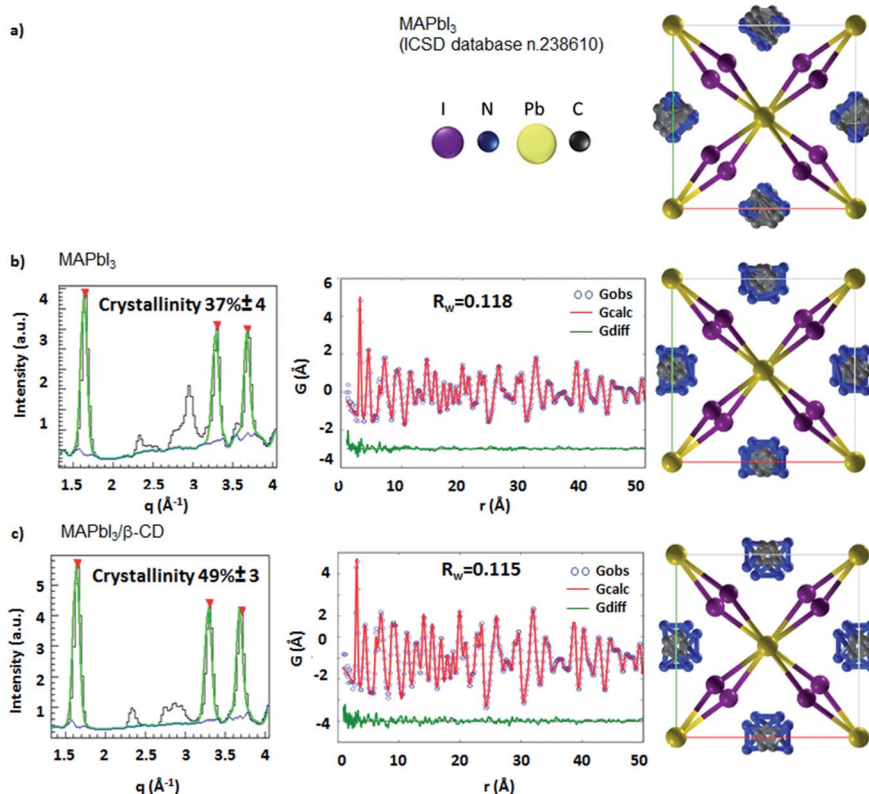 a)
MAPbI₃
(ICSD database n.238610)
I N Pb C
b) MAPbI₃
4
3
2
1
Intensity (a.u.)
Crystallinity 37%±4
1.5 2 2.5 3 3.5 4
q (Å⁻¹)
6
4
2
0
-2
-4
G (Å)
R_w=0.118
Gobs
Gcalc
Gdiff
0 10 20 30 40 50
r (Å)
c) MAPbI₃/β-CD
5
4
3
2
1
Intensity (a.u.)
Crystallinity 49%±3
1.5 2 2.5 3 3.5 4
q (Å⁻¹)
4
2
0
-2
-4
G (Å)
R_w=0.115
Gobs
Gcalc
Gdiff
0 10 20 30 40 50
r (Å)